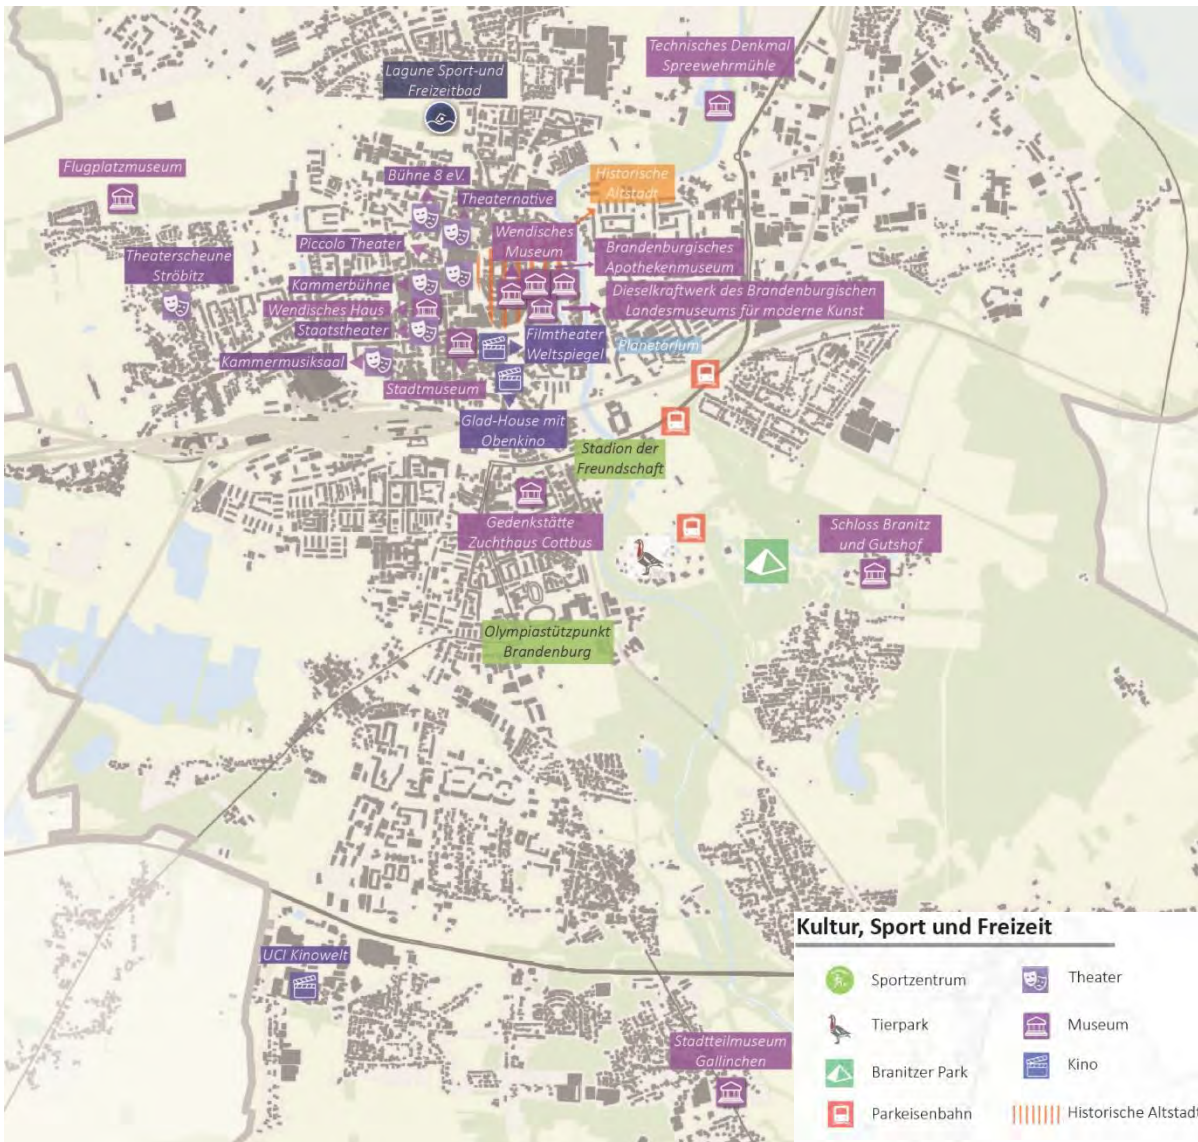 Technisches Denkmal
Spreewehrmühle
Lagune Sport-und
Freizeitbad
Flugplatzmuseum
Bühne 8 eV.
Historische
Altstadt
Theaternative
Wendisches
Museum
Piccolo Theater
Brandenburgisches
Apothekenmuseum
Theaterscheune
Ströbitz
Kammerbühne
Dieselkraftwerk des Brandenburgischen
Landesmuseums für moderne Kunst
Wendisches Haus
Staatstheater
Filmtheater
Weltspiegel
Planetarium
Kammermusiksaal
Stadtmuseum
Glad-House mit
Obenkino
Stadion der
Freundschaft
Gedenkstätte
Zuchthaus Cottbus
Schloss Branitz
und Gutshof
Olympiastützpunkt
Brandenburg
UCI Kinowelt
Stadtteilmuseum
Gallinchen
Kultur, Sport und Freizeit
Sportzentrum
Theater
Tierpark
Museum
Branitzer Park
Kino
Parkeisenbahn
Historische Altstadt